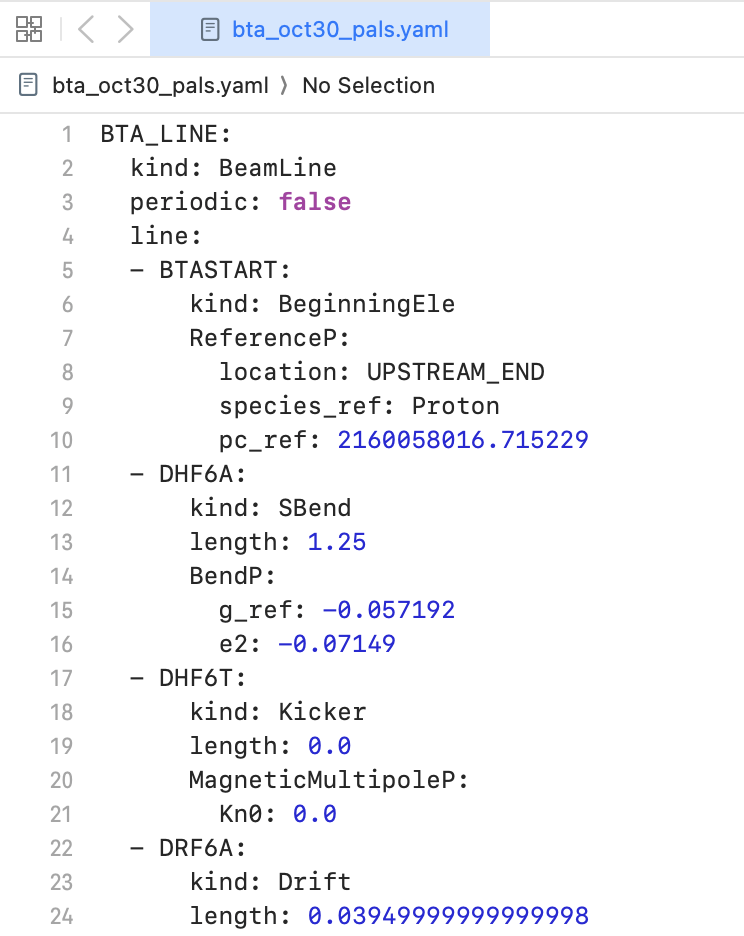 bta_oct30_pals.yaml
bta_oct30_pals.yaml ⟩ No Selection
1 BTA_LINE:
2   kind: BeamLine
3   periodic: false
4   line:
5   - BTASTART:
6       kind: BeginningEle
7       ReferenceP:
8         location: UPSTREAM_END
9         species_ref: Proton
10         pc_ref: 2160058016.715229
11   - DHF6A:
12       kind: SBend
13       length: 1.25
14       BendP:
15         g_ref: -0.057192
16         e2: -0.07149
17   - DHF6T:
18       kind: Kicker
19       length: 0.0
20       MagneticMultipoleP:
21         Kn0: 0.0
22   - DRF6A:
23       kind: Drift
24       length: 0.03949999999999998